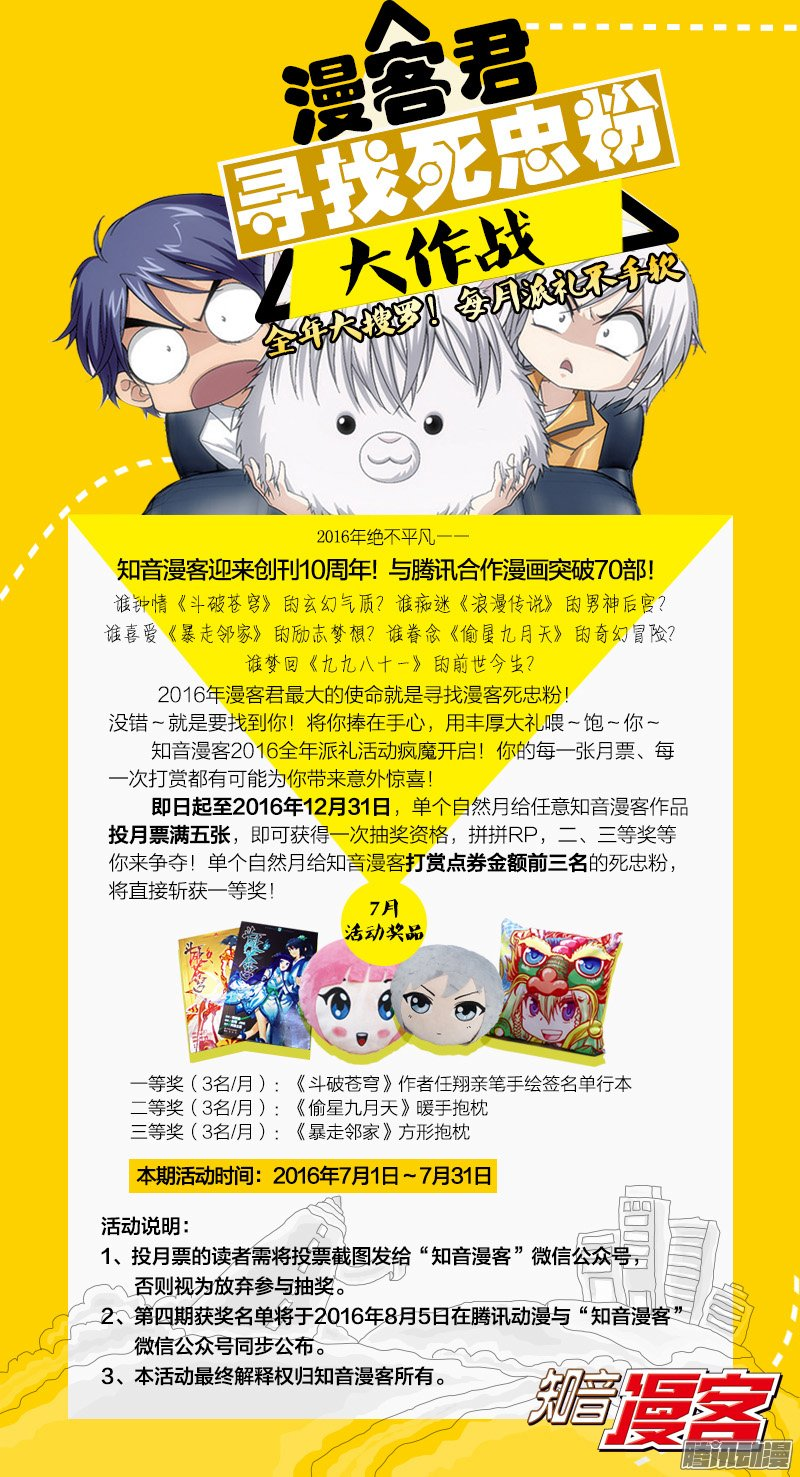 漫客君
寻找死忠粉
大作战
全年大搜罗！每月派礼不手软
2016年绝不平凡——
知音漫客迎来创刊10周年！与腾讯合作漫画突破70部！
谁钟情《斗破苍穹》的玄幻气质？谁痴迷《浪漫传说》的男神后宫？
谁喜爱《暴走邻家》的励志梦想？谁眷念《偷星九月天》的奇幻冒险？
谁梦回《九九八十一》的前世今生？
2016年漫客君最大的使命就是寻找漫客死忠粉！
没错～就是要找到你！将你捧在手心，用丰厚大礼喂～饱～你～
知音漫客2016全年派礼活动疯魔开启！你的每一张月票、每
一次打赏都有可能为你带来意外惊喜！
即日起至2016年12月31日，单个自然月给任意知音漫客作品
投月票满五张，即可获得一次抽奖资格，拼拼RP，二、三等奖等
你来争夺！单个自然月给知音漫客打赏点券金额前三名的死忠粉，
将直接斩获一等奖！
7月
活动奖品
斗破苍穹
斗破苍穹
一等奖（3名/月）：《斗破苍穹》作者任翔亲笔手绘签名单行本
二等奖（3名/月）：《偷星九月天》暖手抱枕
三等奖（3名/月）：《暴走邻家》方形抱枕
本期活动时间：2016年7月1日～7月31日
活动说明：
1、投月票的读者需将投票截图发给“知音漫客”微信公众号，
否则视为放弃参与抽奖。
2、第四期获奖名单将于2016年8月5日在腾讯动漫与“知音漫客”
微信公众号同步公布。
3、本活动最终解释权归知音漫客所有。
知音漫客
腾讯动漫